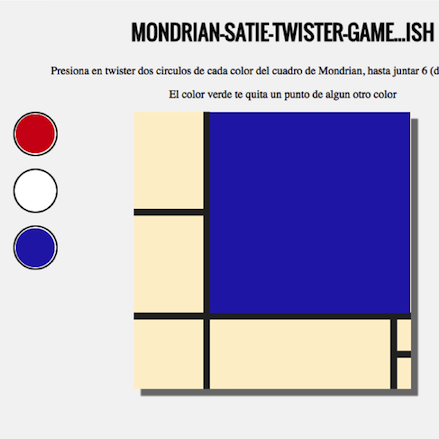 MONDRIAN-SATIE-TWISTER-GAME...ISH
Presiona en twister dos circulos de cada color del cuadro de Mondrian, hasta juntar 6 (d
El color verde te quita un punto de algun otro color